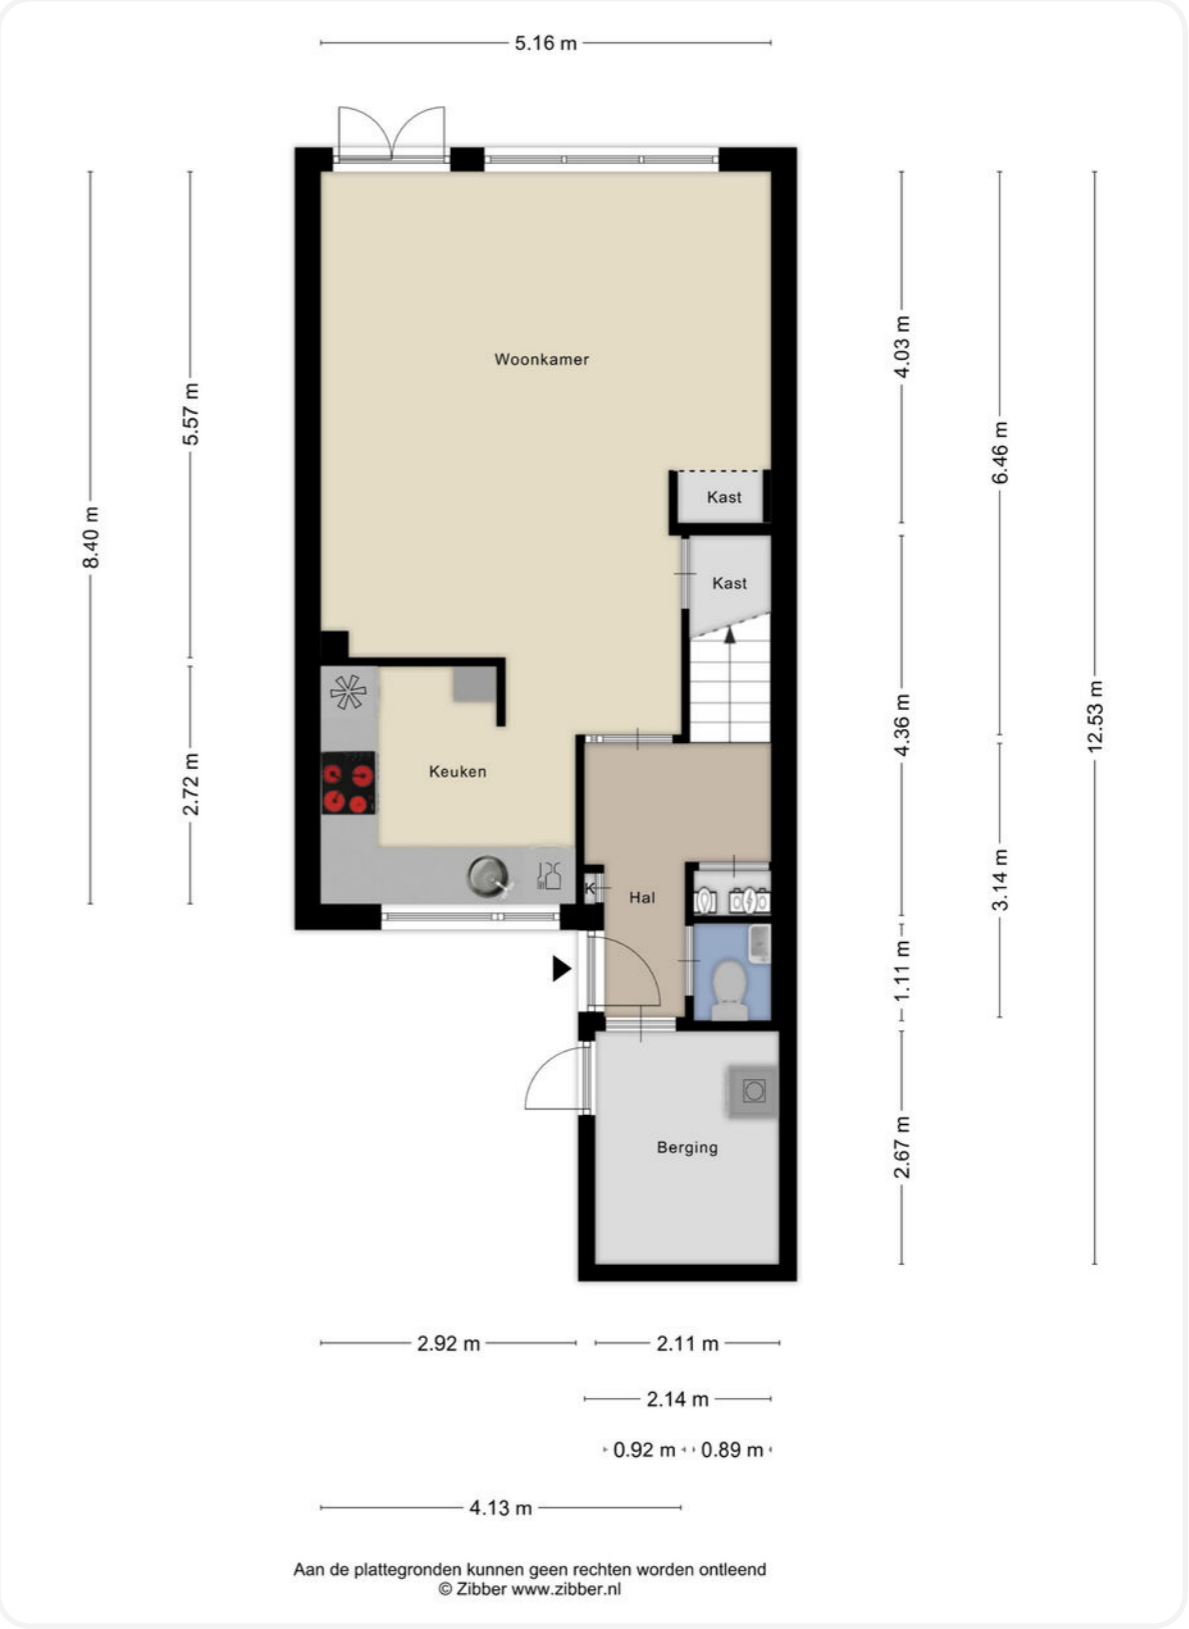 5.16 m
Woonkamer
4.03 m
5.57 m
6.46 m
Kast
8.40 m
Kast
4.36 m
12.53 m
2.72 m
Keuken
3.14 m
K
Hal
1.11 m
2.67 m
Berging
2.92 m
2.11 m
2.14 m
0.92 m
0.89 m
4.13 m
Aan de plattegronden kunnen geen rechten worden ontleend
© Zibber www.zibber.nl